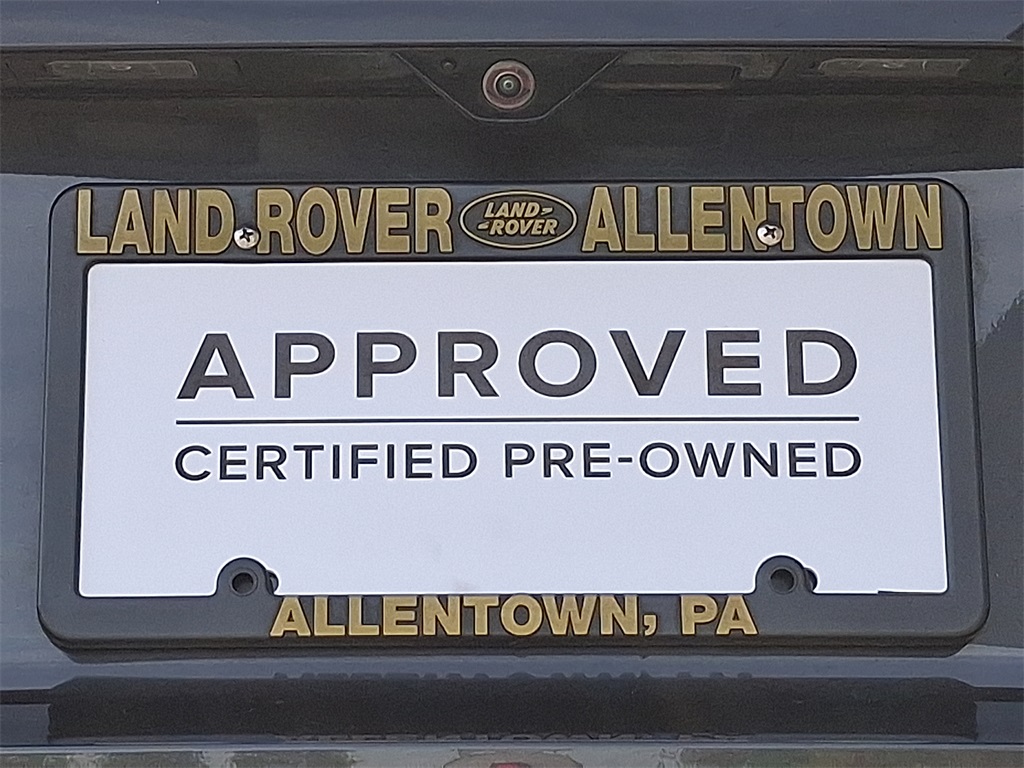 LAND ROVER LAND-ROVER ALLENTOWN
APPROVED
CERTIFIED PRE-OWNED
ALLENTOWN, PA